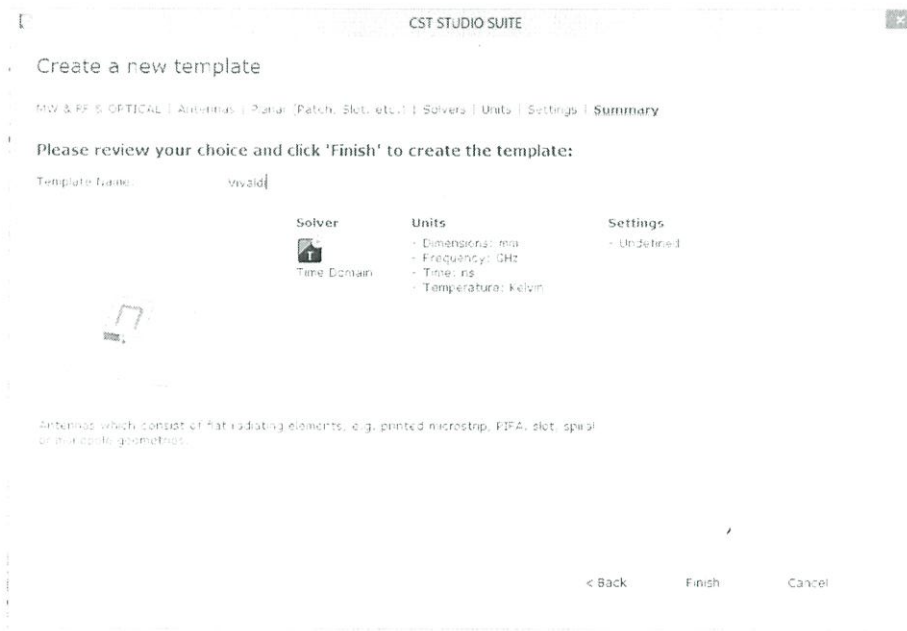 CST STUDIO SUITE
Create a new template
MW & RF & OPTICAL | Antennas | Planar (Patch, Slot, etc.) | Solvers | Units | Settings | Summary
Please review your choice and click 'Finish' to create the template:
Template Name: Vivaldi
Solver Units Settings
Time Domain
- Dimensions: mm
- Frequency: GHz
- Time: ns
- Temperature: Kelvin
- Undefined
Antennas which consist of flat radiating elements, e.g. printed microstrip, PIFA, slot, spiral
geometries.
< Back Finish Cancel